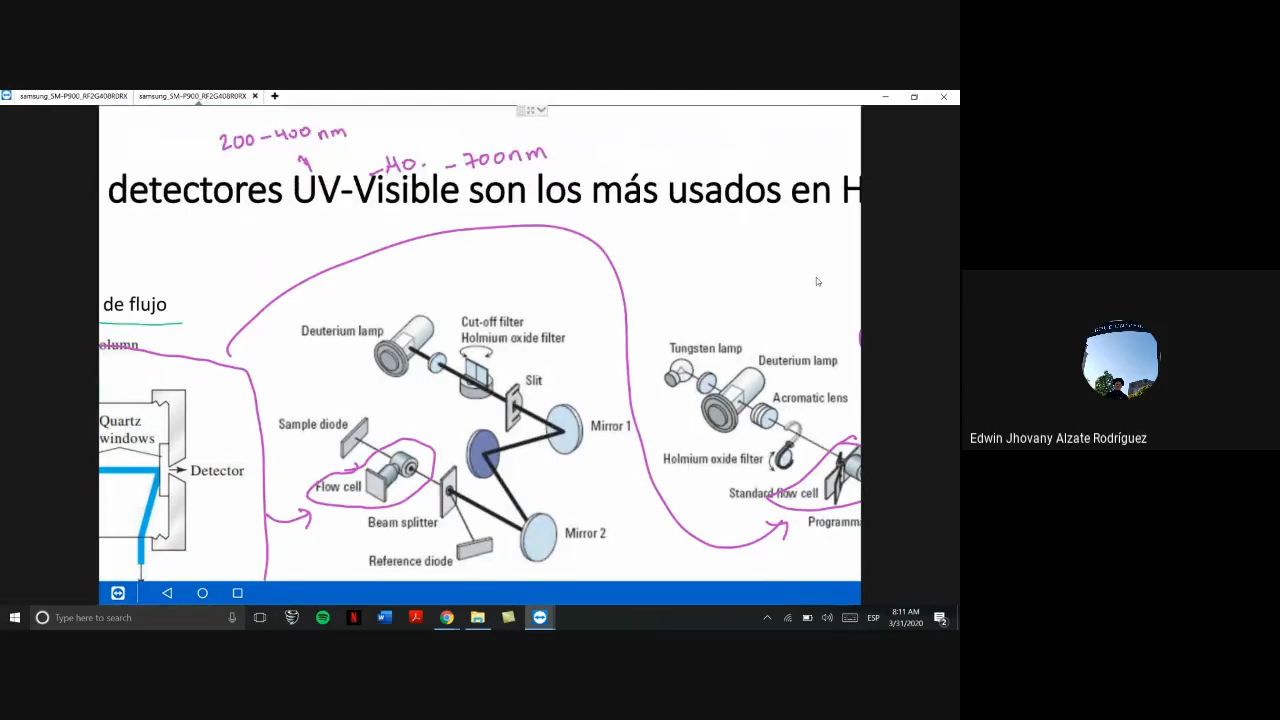 samsung_SM-P900_RF2G408R0RX
samsung_SM-P900_RF2G408R0RX
200-400 nm
-700nm
detectores UV-Visible son los más usados en H
de flujo
olumn
Quartz
windows
Detector
Deuterium lamp
Cut-off filter
Holmium oxide filter
Slit
Sample diode
Mirror 1
Flow cell
Beam splitter
Mirror 2
Reference diode
Tungsten lamp
Deuterium lamp
Acromatic lens
Holmium oxide filter
Standard flow cell
Programm
Edwin Jhovany Alzate Rodríguez
Type here to search
ESP
8:11 AM
3/31/2020
2